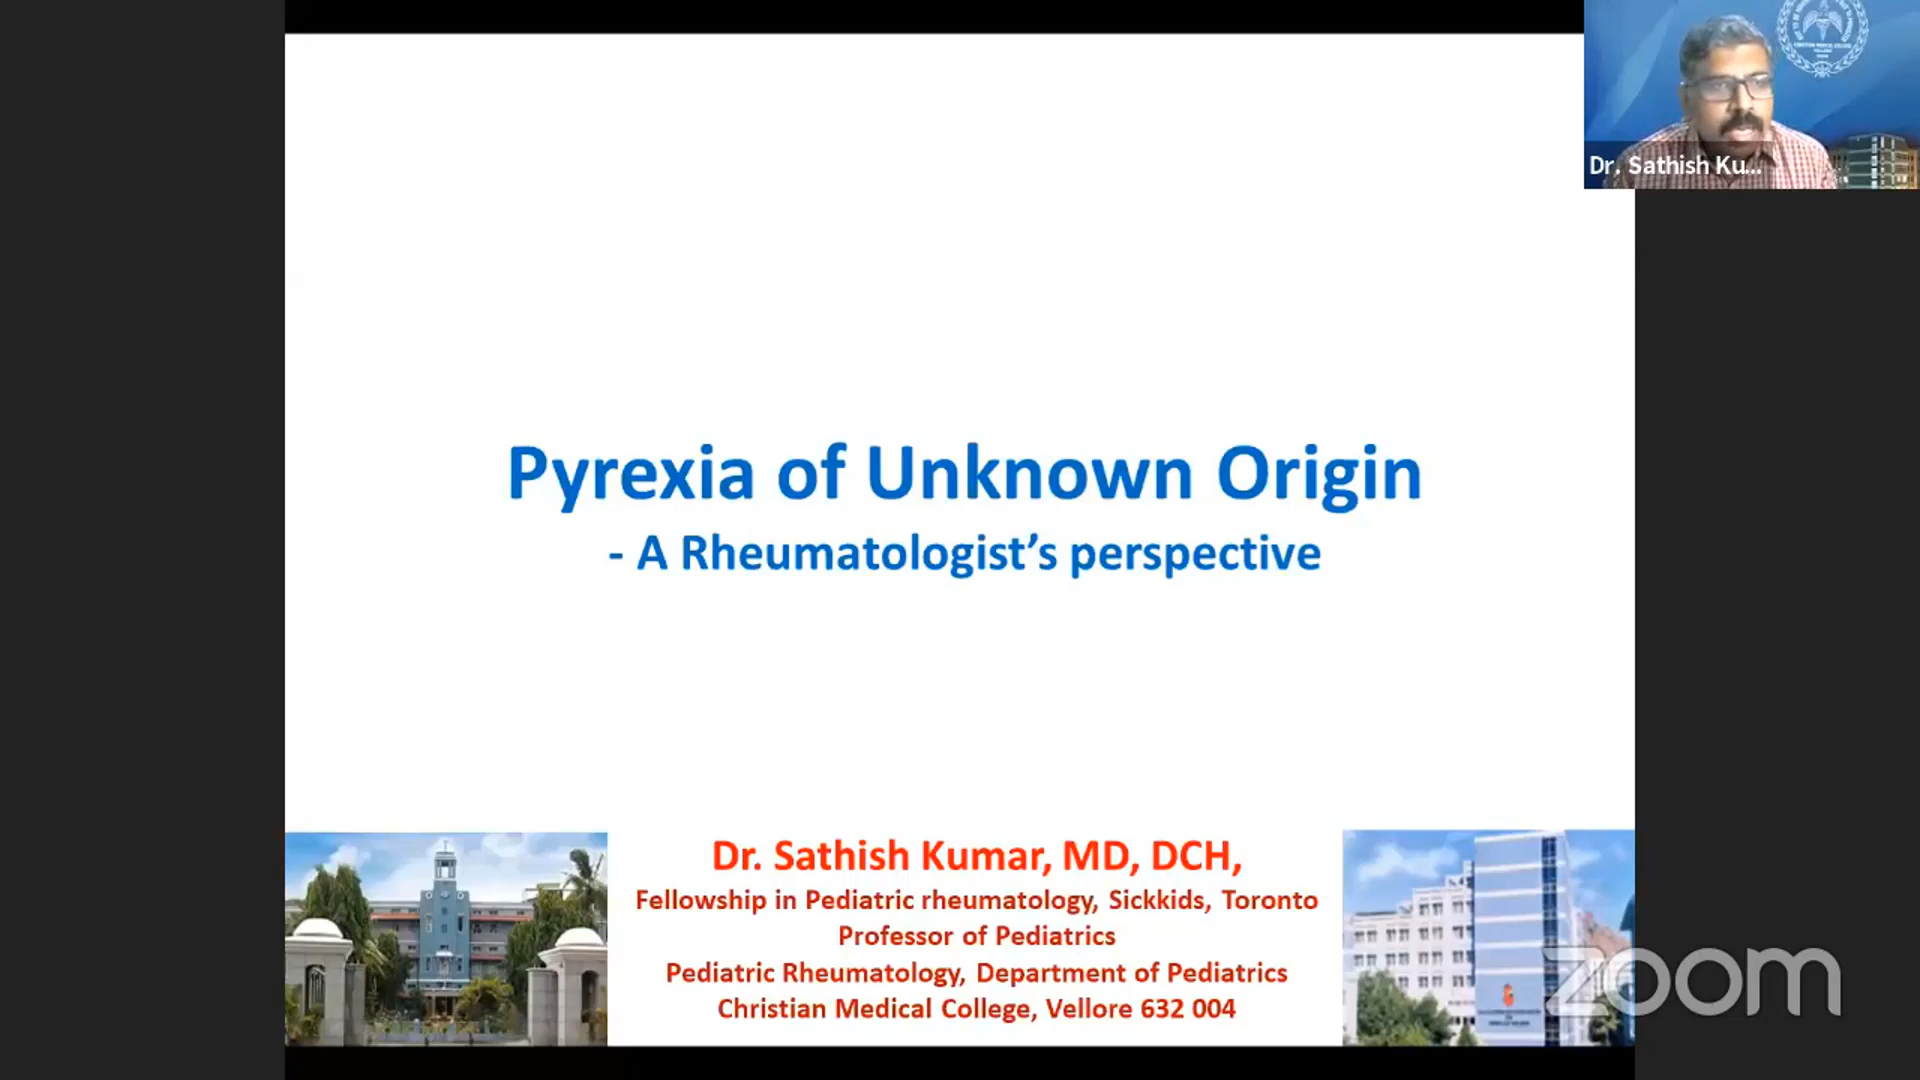 Dr. Sathish Ku...
Pyrexia of Unknown Origin
- A Rheumatologist’s perspective
Dr. Sathish Kumar, MD, DCH,
Fellowship in Pediatric rheumatology, Sickkids, Toronto
Professor of Pediatrics
Pediatric Rheumatology, Department of Pediatrics
Christian Medical College, Vellore 632 004
zoom